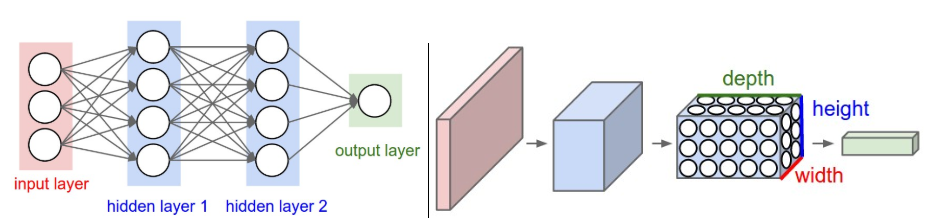 input layer
hidden layer 1
hidden layer 2
output layer
depth
height
width